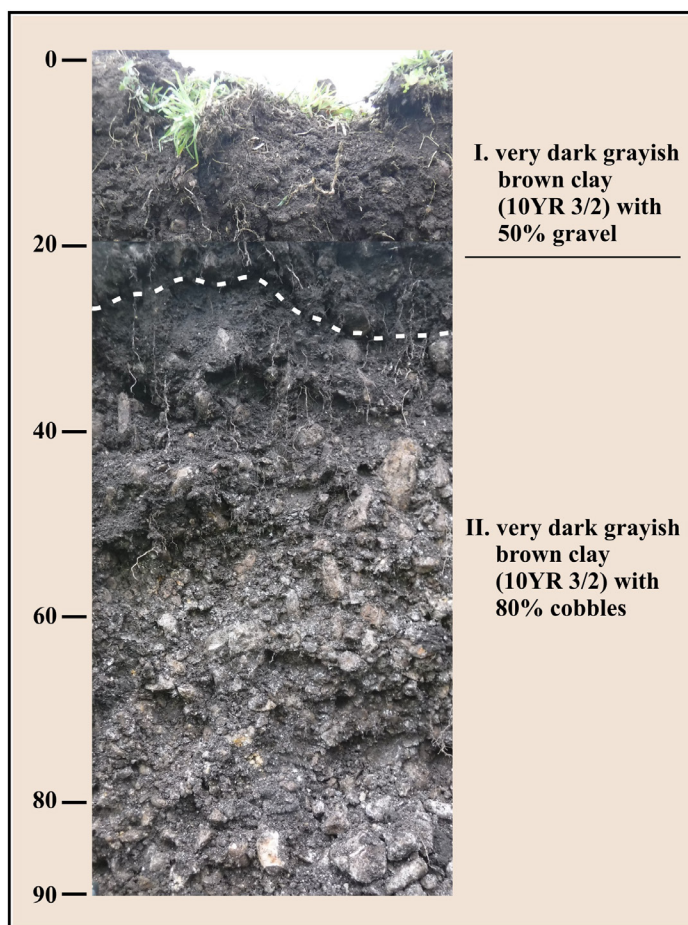 0
20
40
60
80
90
I. very dark grayish
brown clay
(10YR 3/2) with
50% gravel
II. very dark grayish
brown clay
(10YR 3/2) with
80% cobbles